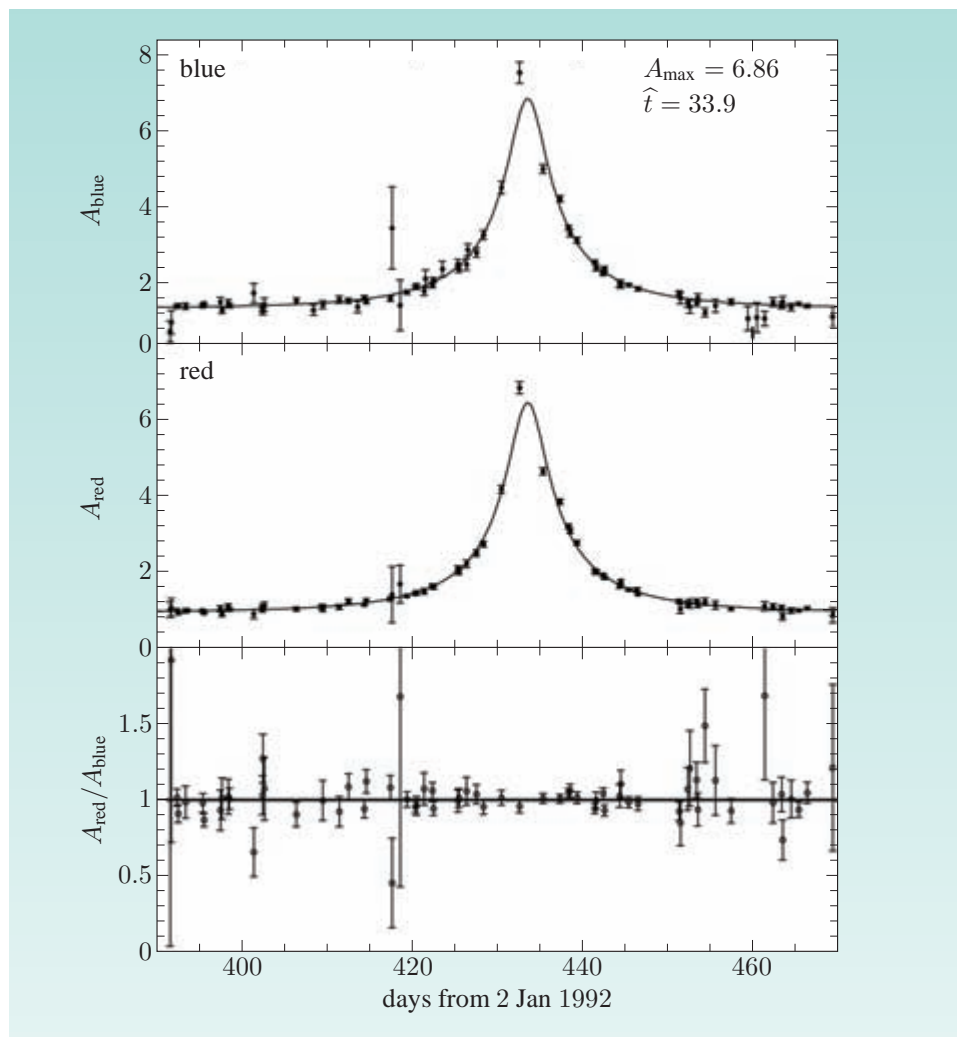 8
blue
A_max = 6.86
t̂ = 33.9
6
A_blue
4
2
0
red
6
A_red
4
2
0
1.5
A_red/A_blue
1
0.5
0
400 420 440 460
days from 2 Jan 1992